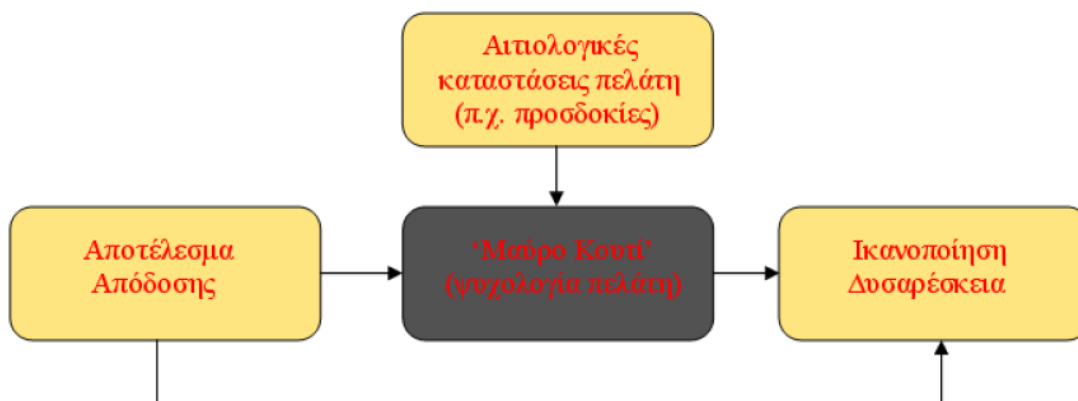 Αιτιολογικές
καταστάσεις πελάτη
(π.χ. προσδοκίες)
Αποτέλεσμα
Απόδοσης
‘Μαύρο Κουτί’
(ψυχολογία πελάτη)
Ικανοποίηση
Δυσαρέσκεια